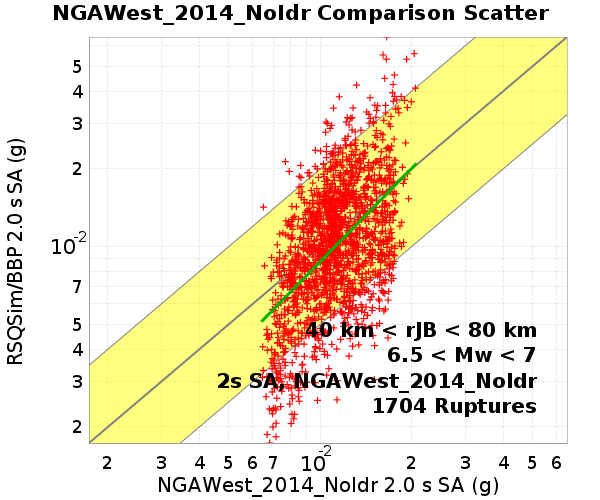 NGAWest_2014_NoIdr Comparison Scatter
RSQSim/BBP 2.0 s SA (g)
5
4
3
2
10-2
7
5
4
3
2
40 km < rJB < 80 km
6.5 < Mw < 7
2s SA, NGAWest_2014_NoIdr
1704 Ruptures
2 3 4 5 6 7 10-2 2 3 4 5 6
NGAWest_2014_NoIdr 2.0 s SA (g)